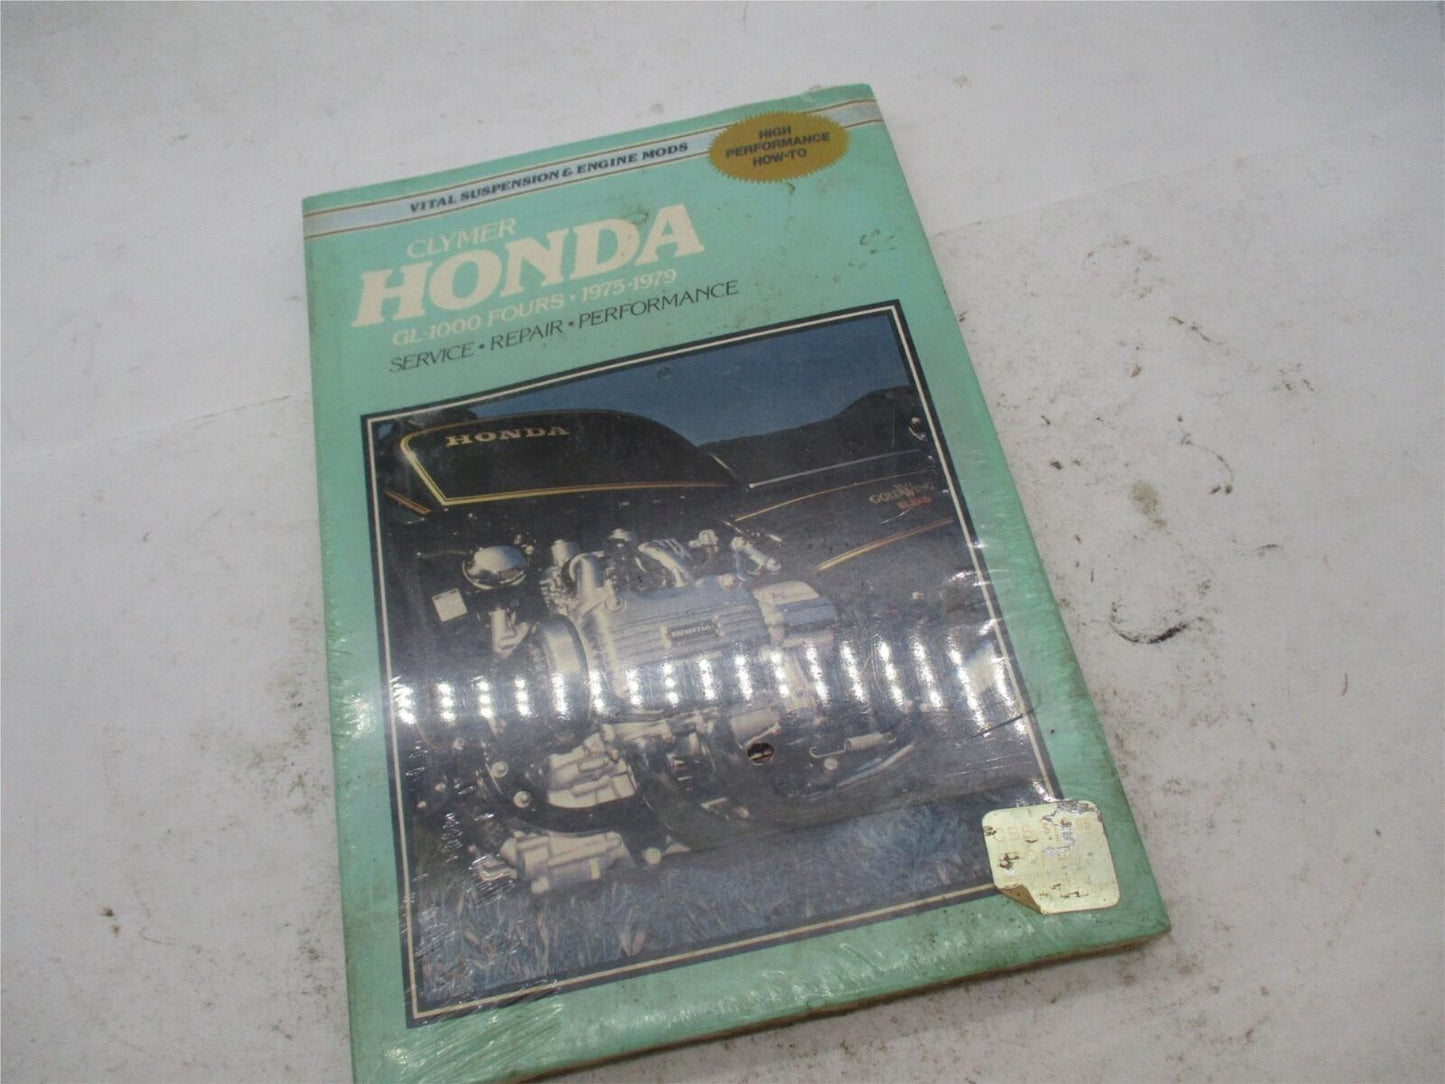 VITAL SUSPENSION & ENGINE MODS
HIGH
PERFORMANCE
HOW-TO
CLYMER
HONDA
GL-1000 FOURS • 1975-1979
SERVICE • REPAIR • PERFORMANCE
HONDA
GOLDWING
HONDA